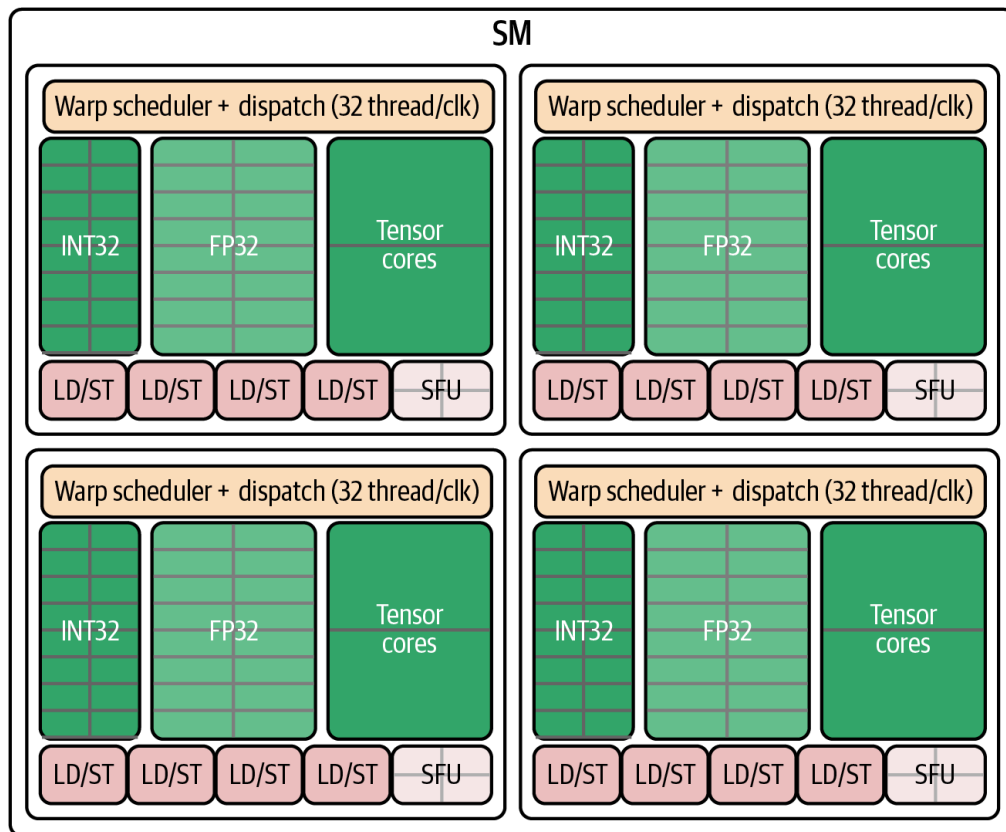 SM
Warp scheduler + dispatch (32 thread/clk)
INT32
FP32
Tensor
cores
LD/ST LD/ST LD/ST LD/ST SFU
Warp scheduler + dispatch (32 thread/clk)
INT32
FP32
Tensor
cores
LD/ST LD/ST LD/ST LD/ST SFU
Warp scheduler + dispatch (32 thread/clk)
INT32
FP32
Tensor
cores
LD/ST LD/ST LD/ST LD/ST SFU
Warp scheduler + dispatch (32 thread/clk)
INT32
FP32
Tensor
cores
LD/ST LD/ST LD/ST LD/ST SFU